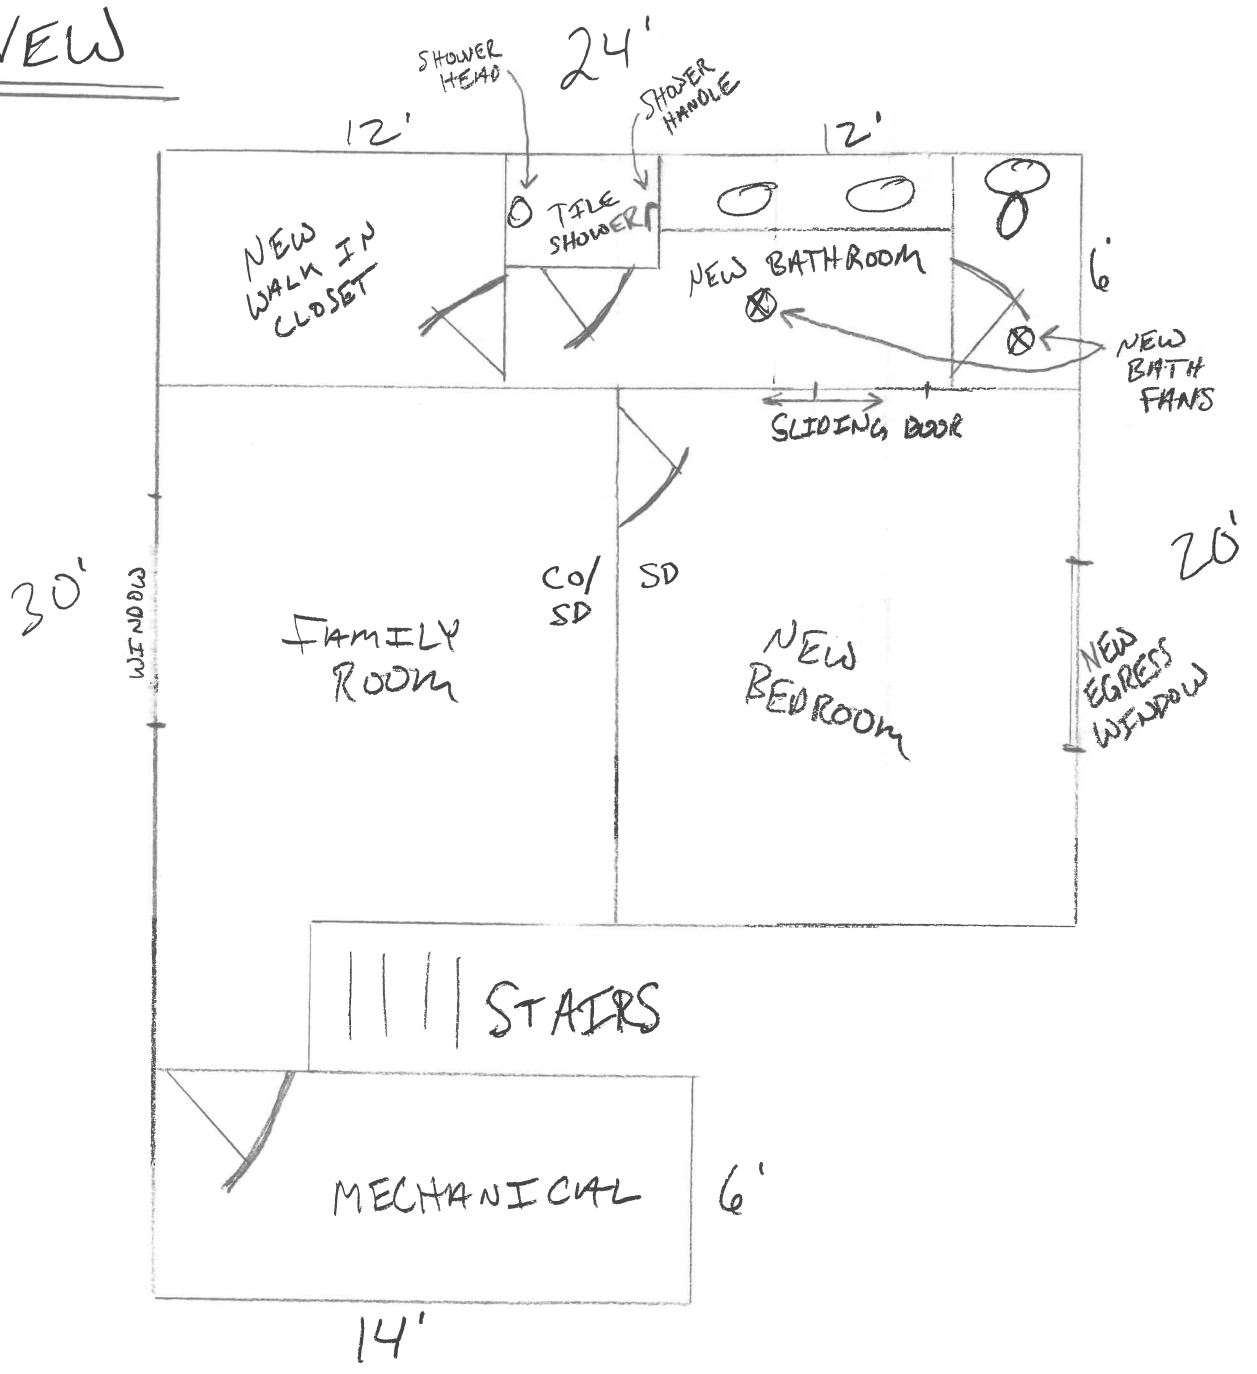 NEW
24'
SHOWER
HEAD
SHOWER
HANDLE
12'
12'
NEW
WALK IN
CLOSET
TILE
SHOWER
NEW BATHROOM
6'
NEW
BATH
FANS
SLIDING DOOR
30'
WINDOW
CO/
SD
SD
20'
FAMILY
ROOM
NEW
BEDROOM
NEW
EGRESS
WINDOW
STAIRS
MECHANICAL
6'
14'